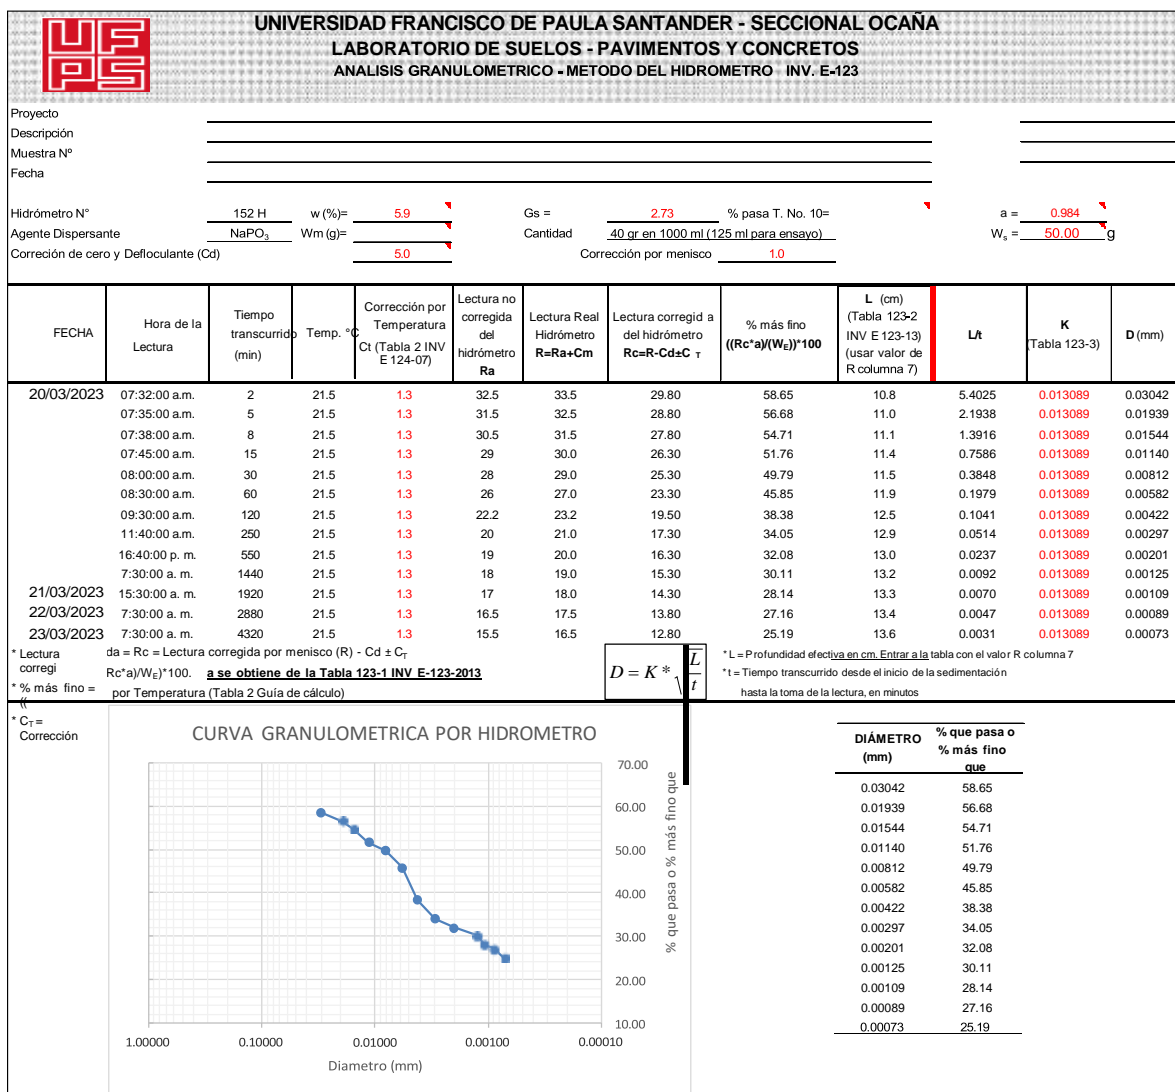 UFPS
UNIVERSIDAD FRANCISCO DE PAULA SANTANDER - SECCIONAL OCAÑA
LABORATORIO DE SUELOS - PAVIMENTOS Y CONCRETOS
ANALISIS GRANULOMETRICO - METODO DEL HIDROMETRO INV. E-123
Proyecto
Descripción
Muestra Nº
Fecha
Hidrómetro N° 152 H w (%)= 5.9 Gs = 2.73 % pasa T. No. 10= a = 0.984
Agente Dispersante NaPO₃ Wm (g)= Cantidad 40 gr en 1000 ml (125 ml para ensayo) Wₛ = 50.00 g
Correción de cero y Defloculante (Cd) 5.0 Corrección por menisco 1.0
FECHA
Hora de la Lectura
Tiempo transcurrido (min)
Temp. °C
Corrección por Temperatura Ct (Tabla 2 INV E 124-07)
Lectura no corregida del hidrómetro Ra
Lectura Real Hidrómetro R=Ra+Cm
Lectura corregid a del hidrómetro Rc=R-Cd±C T
% más fino ((Rc*a)/(WE))*100
L (cm) (Tabla 123-2 INV E 123-13) (usar valor de R columna 7)
L/t
K (Tabla 123-3)
D (mm)
20/03/2023 07:32:00 a.m. 2 21.5 1.3 32.5 33.5 29.80 58.65 10.8 5.4025 0.013089 0.03042
07:35:00 a.m. 5 21.5 1.3 31.5 32.5 28.80 56.68 11.0 2.1938 0.013089 0.01939
07:38:00 a.m. 8 21.5 1.3 30.5 31.5 27.80 54.71 11.1 1.3916 0.013089 0.01544
07:45:00 a.m. 15 21.5 1.3 29 30.0 26.30 51.76 11.4 0.7586 0.013089 0.01140
08:00:00 a.m. 30 21.5 1.3 28 29.0 25.30 49.79 11.5 0.3848 0.013089 0.00812
08:30:00 a.m. 60 21.5 1.3 26 27.0 23.30 45.85 11.9 0.1979 0.013089 0.00582
09:30:00 a.m. 120 21.5 1.3 22.2 23.2 19.50 38.38 12.5 0.1041 0.013089 0.00422
11:40:00 a.m. 250 21.5 1.3 20 21.0 17.30 34.05 12.9 0.0514 0.013089 0.00297
16:40:00 p. m. 550 21.5 1.3 19 20.0 16.30 32.08 13.0 0.0237 0.013089 0.00201
7:30:00 a. m. 1440 21.5 1.3 18 19.0 15.30 30.11 13.2 0.0092 0.013089 0.00125
21/03/2023 15:30:00 a.m. 1920 21.5 1.3 17 18.0 14.30 28.14 13.3 0.0070 0.013089 0.00109
22/03/2023 7:30:00 a. m. 2880 21.5 1.3 16.5 17.5 13.80 27.16 13.4 0.0047 0.013089 0.00089
23/03/2023 7:30:00 a. m. 4320 21.5 1.3 15.5 16.5 12.80 25.19 13.6 0.0031 0.013089 0.00073
* Lectura corregi
da = Rc = Lectura corregida por menisco (R) - Cd ± CT
* % más fino = ((
Rc*a)/WE)*100. a se obtiene de la Tabla 123-1 INV E-123-2013
* CT = Corrección
por Temperatura (Tabla 2 Guía de cálculo)
D = K * √ L/t
* L = Profundidad efectiva en cm. Entrar a la tabla con el valor R columna 7
* t = Tiempo transcurrido desde el inicio de la sedimentación
hasta la toma de la lectura, en minutos
CURVA GRANULOMETRICA POR HIDROMETRO
70.00
60.00
50.00
40.00
30.00
20.00
10.00
% que pasa o % más fino que
1.00000 0.10000 0.01000 0.00100 0.00010
Diametro (mm)
DIÁMETRO (mm) % que pasa o % más fino que
0.03042 58.65
0.01939 56.68
0.01544 54.71
0.01140 51.76
0.00812 49.79
0.00582 45.85
0.00422 38.38
0.00297 34.05
0.00201 32.08
0.00125 30.11
0.00109 28.14
0.00089 27.16
0.00073 25.19